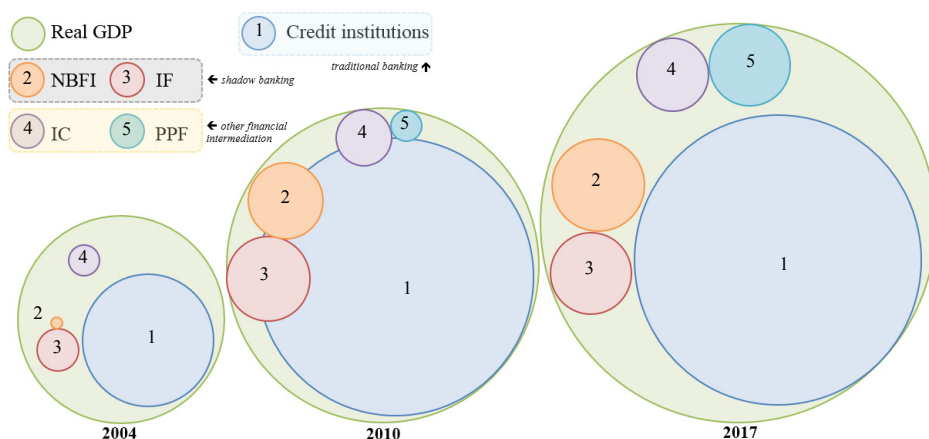 Real GDP
1 Credit institutions
traditional banking ↑
2 NBFI 3 IF
← shadow banking
4 IC 5 PPF
← other financial
intermediation
4
2
3
1
2004
4
5
2
3
1
2010
4
5
2
3
1
2017